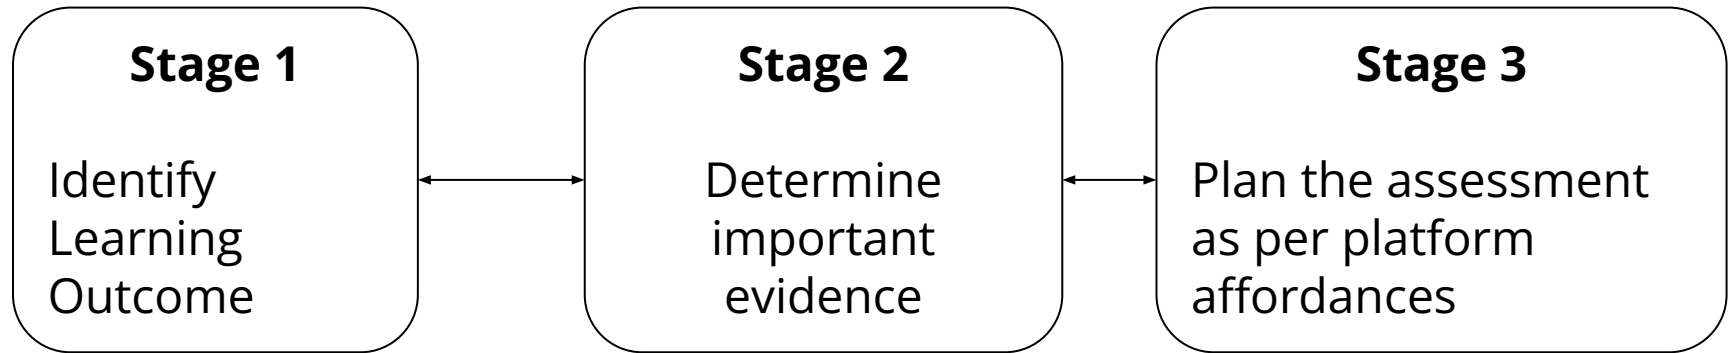 Stage 1
Identify
Learning
Outcome
Stage 2
Determine
important
evidence
Stage 3
Plan the assessment
as per platform
affordances